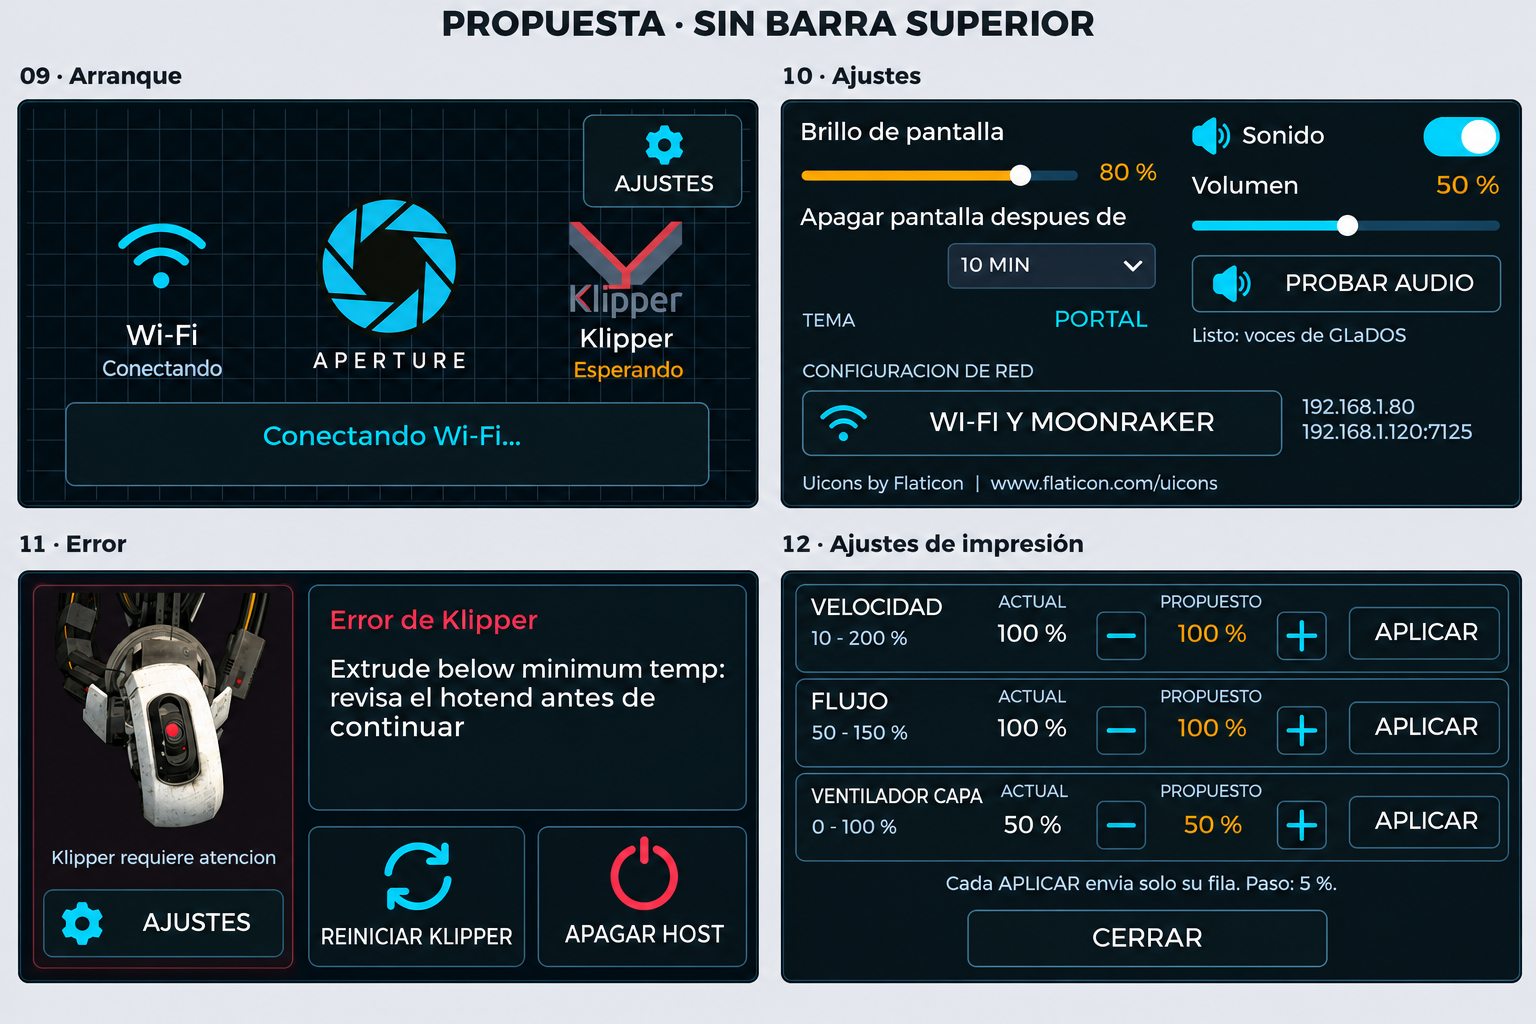 PROPUESTA · SIN BARRA SUPERIOR
09 · Arranque
AJUSTES
Wi-Fi
Conectando
APERTURE
Klipper
Klipper
Esperando
Conectando Wi-Fi...
10 · Ajustes
Brillo de pantalla
80 %
Apagar pantalla despues de
10 MIN
TEMA
PORTAL
Sonido
Volumen
50 %
PROBAR AUDIO
Listo: voces de GLaDOS
CONFIGURACION DE RED
WI-FI Y MOONRAKER
192.168.1.80
192.168.1.120:7125
Uicons by Flaticon | www.flaticon.com/uicons
11 · Error
Klipper requiere atencion
AJUSTES
Error de Klipper
Extrude below minimum temp:
revisa el hotend antes de
continuar
REINICIAR KLIPPER
APAGAR HOST
12 · Ajustes de impresión
VELOCIDAD
10 - 200 %
ACTUAL
100 %
PROPUESTO
100 %
APLICAR
FLUJO
50 - 150 %
ACTUAL
100 %
PROPUESTO
100 %
APLICAR
VENTILADOR CAPA
0 - 100 %
ACTUAL
50 %
PROPUESTO
50 %
APLICAR
Cada APLICAR envia solo su fila. Paso: 5 %.
CERRAR